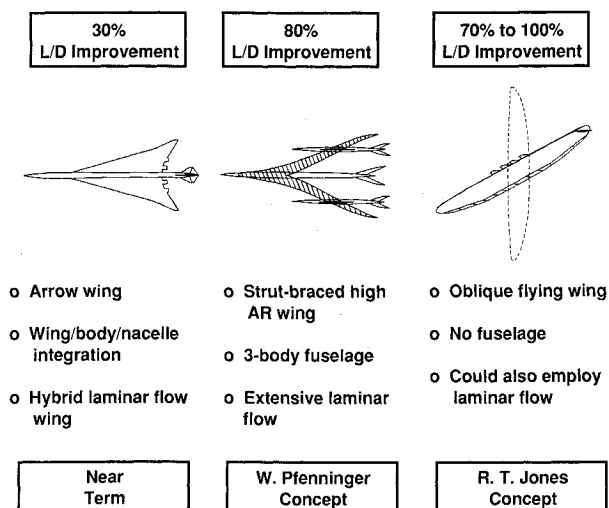 30%
L/D Improvement
80%
L/D Improvement
70% to 100%
L/D Improvement
o Arrow wing
o Wing/body/nacelle
integration
o Hybrid laminar flow
wing
o Strut-braced high
AR wing
o 3-body fuselage
o Extensive laminar
flow
o Oblique flying wing
o No fuselage
o Could also employ
laminar flow
Near
Term
W. Pfenninger
Concept
R. T. Jones
Concept